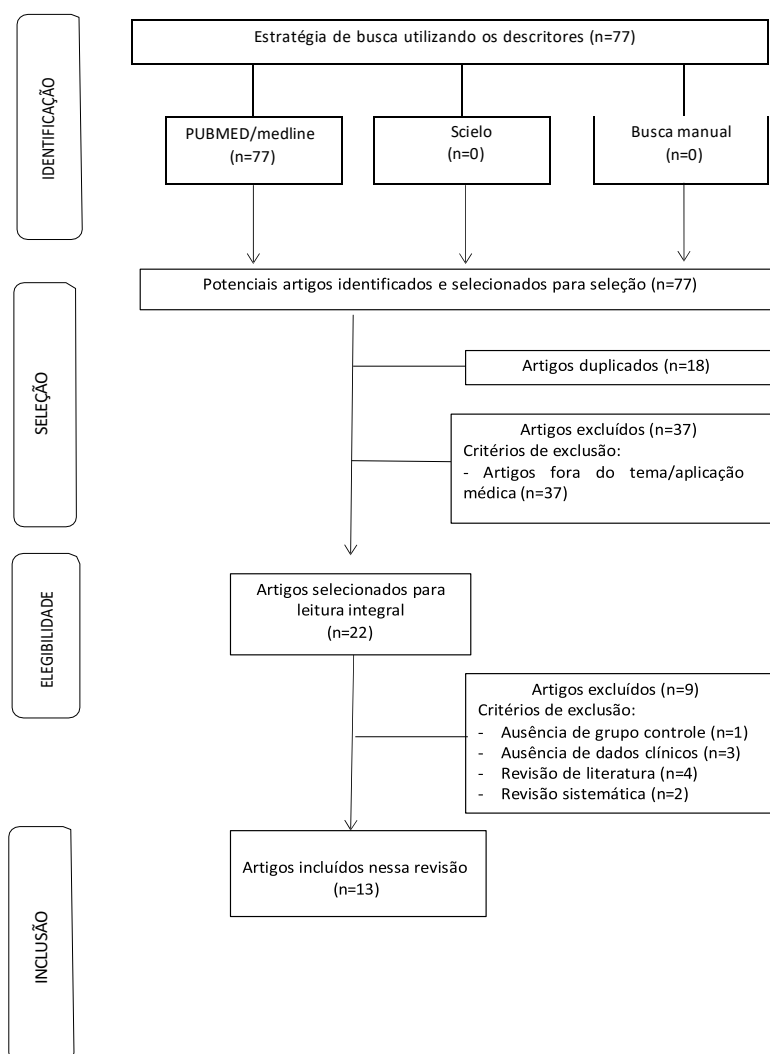 IDENTIFICAÇÃO
Estratégia de busca utilizando os descritores (n=77)
PUBMED/medline
(n=77)
Scielo
(n=0)
Busca manual
(n=0)
Potenciais artigos identificados e selecionados para seleção (n=77)
SELEÇÃO
Artigos duplicados (n=18)
Artigos excluídos (n=37)
Critérios de exclusão:
- Artigos fora do tema/aplicação
médica (n=37)
ELEGIBILIDADE
Artigos selecionados para
leitura integral
(n=22)
Artigos excluídos (n=9)
Critérios de exclusão:
- Ausência de grupo controle (n=1)
- Ausência de dados clínicos (n=3)
- Revisão de literatura (n=4)
- Revisão sistemática (n=2)
INCLUSÃO
Artigos incluídos nessa revisão
(n=13)